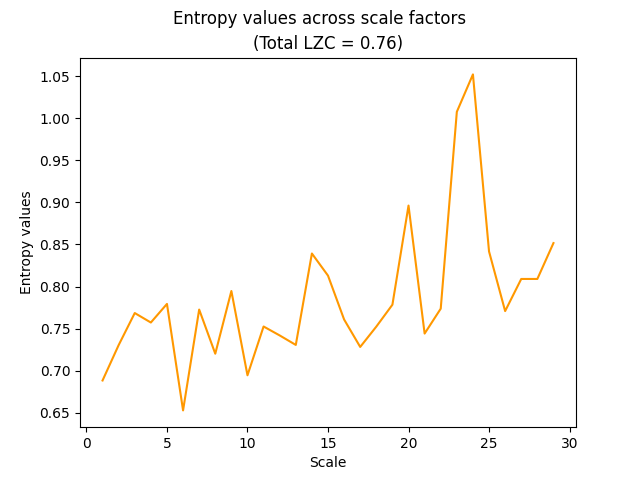 Entropy values across scale factors
(Total LZC = 0.76)
1.05
1.00
0.95
0.90
0.85
0.80
0.75
0.70
0.65
Entropy values
0 5 10 15 20 25 30
Scale